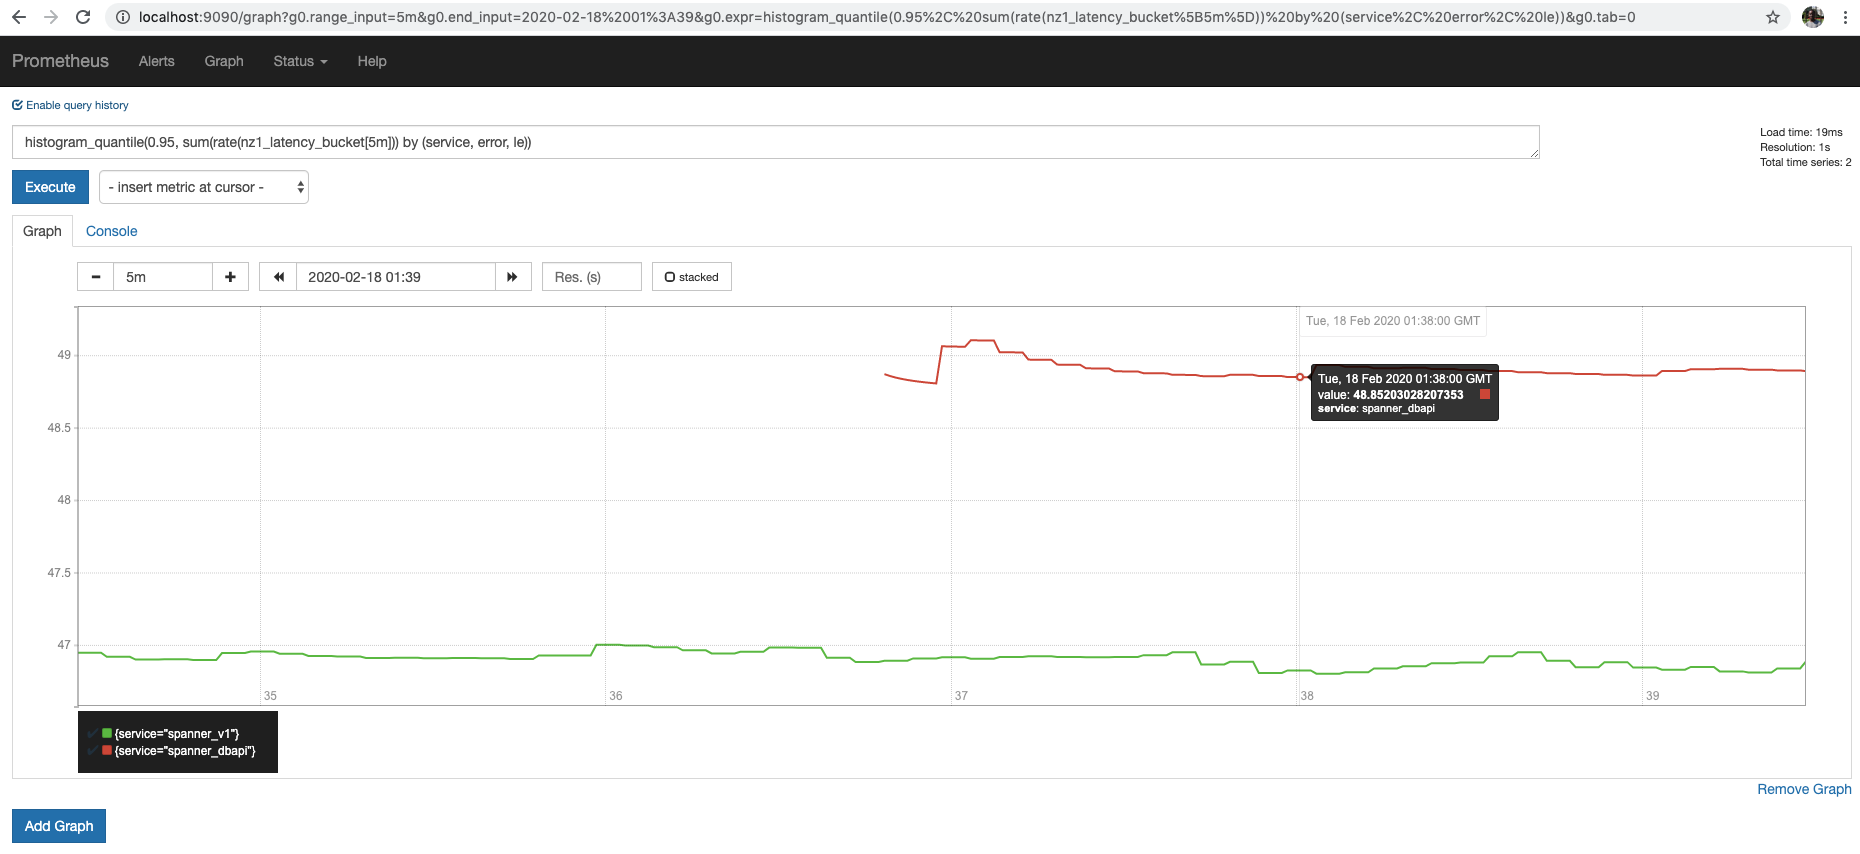 localhost:9090/graph?g0.range_input=5m&g0.end_input=2020-02-18%2001%3A39&g0.expr=histogram_quantile(0.95%2C%20sum(rate(nz1_latency_bucket%5B5m%5D))%20by%20(service%2C%20error%2C%20le))&g0.tab=0
Prometheus Alerts Graph Status Help
Enable query history
histogram_quantile(0.95, sum(rate(nz1_latency_bucket[5m])) by (service, error, le))
Load time: 19ms
Resolution: 1s
Total time series: 2
Execute - insert metric at cursor -
Graph Console
5m 2020-02-18 01:39 Res. (s) stacked
Tue, 18 Feb 2020 01:38:00 GMT
49
Tue, 18 Feb 2020 01:38:00 GMT
value: 48.85203028207353
service: spanner_dbapi
48.5
48
47.5
47
35 36 37 38 39
{service="spanner_v1"}
{service="spanner_dbapi"}
Remove Graph
Add Graph